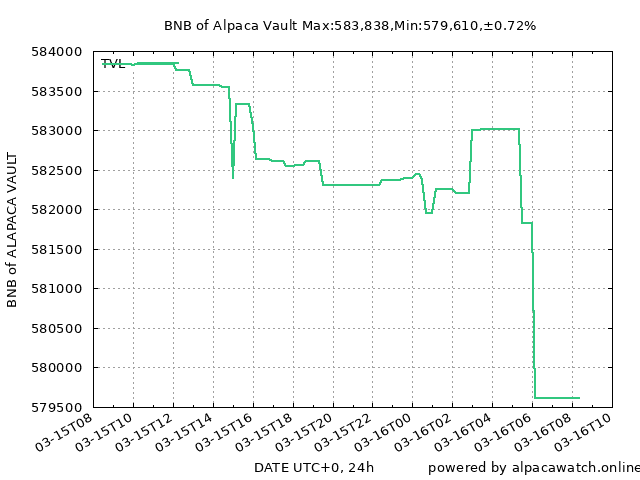 BNB of Alpaca Vault Max:583,838,Min:579,610,±0.72%
584000
TVL
583500
583000
582500
582000
581500
581000
580500
580000
579500
BNB of ALAPACA VAULT
03-15T08
03-15T10
03-15T12
03-15T14
03-15T16
03-15T18
03-15T20
03-15T22
03-16T00
03-16T02
03-16T04
03-16T06
03-16T08
03-16T10
DATE UTC+0, 24h
powered by alpacawatch.online